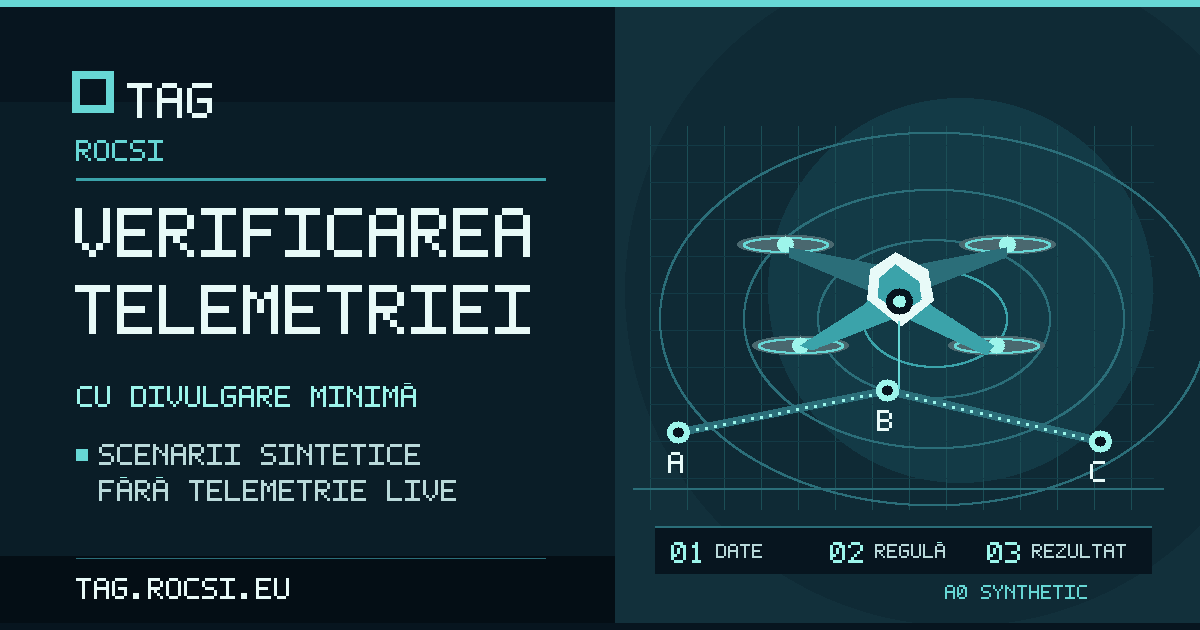 TAG
ROCSI
VERIFICAREA
TELEMETRIEI
CU DIVULGARE MINIMĂ
SCENARII SINTETICE
FĂRĂ TELEMETRIE LIVE
TAG.ROCSI.EU
A
B
C
01 DATE 02 REGULĂ 03 REZULTAT
A0 SYNTHETIC